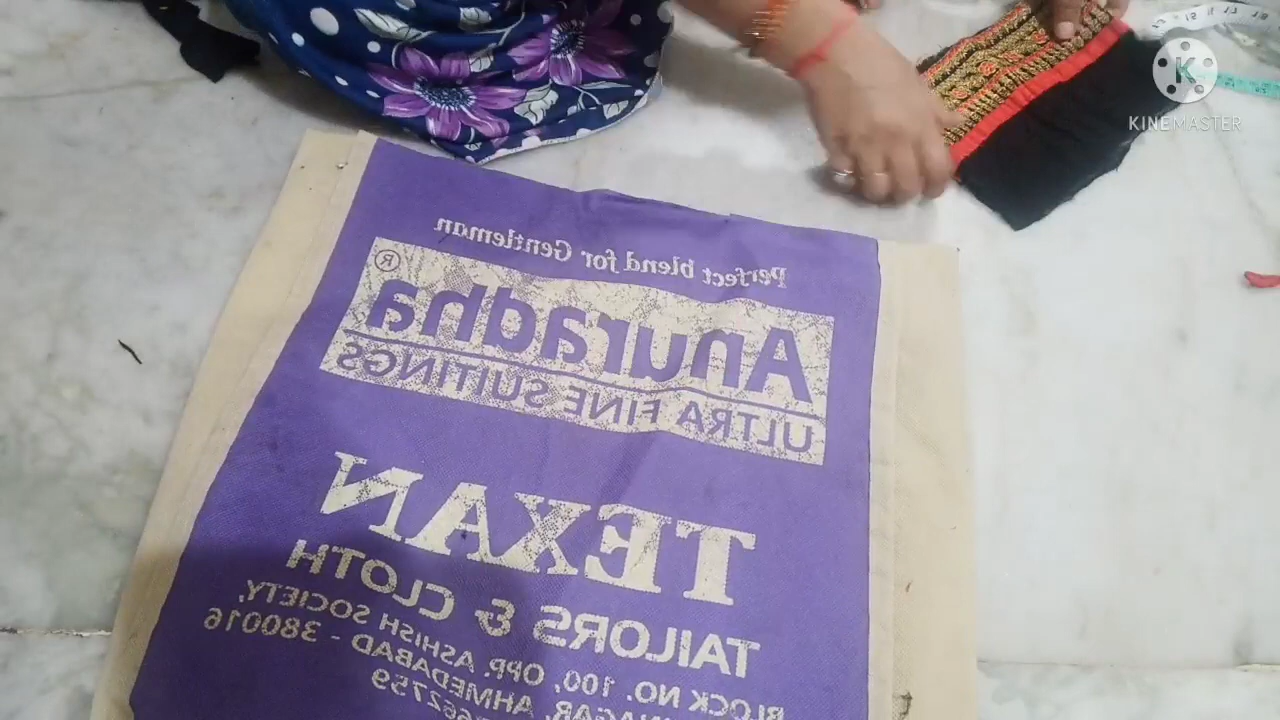 KINEMASTER
Perfect blend for Gentleman
Anuradha ®
ULTRA FINE SUITINGS
TEXAN
TAILORS & CLOTH
BLOCK NO. 100, OPP. ASHISH SOCIETY,
AHMEDABAD - 380016